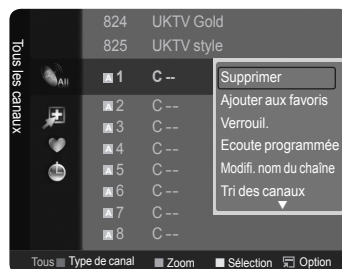 824 UKTV Gold
825 UKTV style
Tous les canaux
All
A 1 C --
A 2 C --
A 3 C --
A 4 C --
A 5 C --
A 6 C --
A 7 C --
A 8 C --
Supprimer
Ajouter aux favoris
Verrouil.
Ecoute programmée
Modifi. nom du chaîne
Tri des canaux
Tous Type de canal Zoom Sélection Option